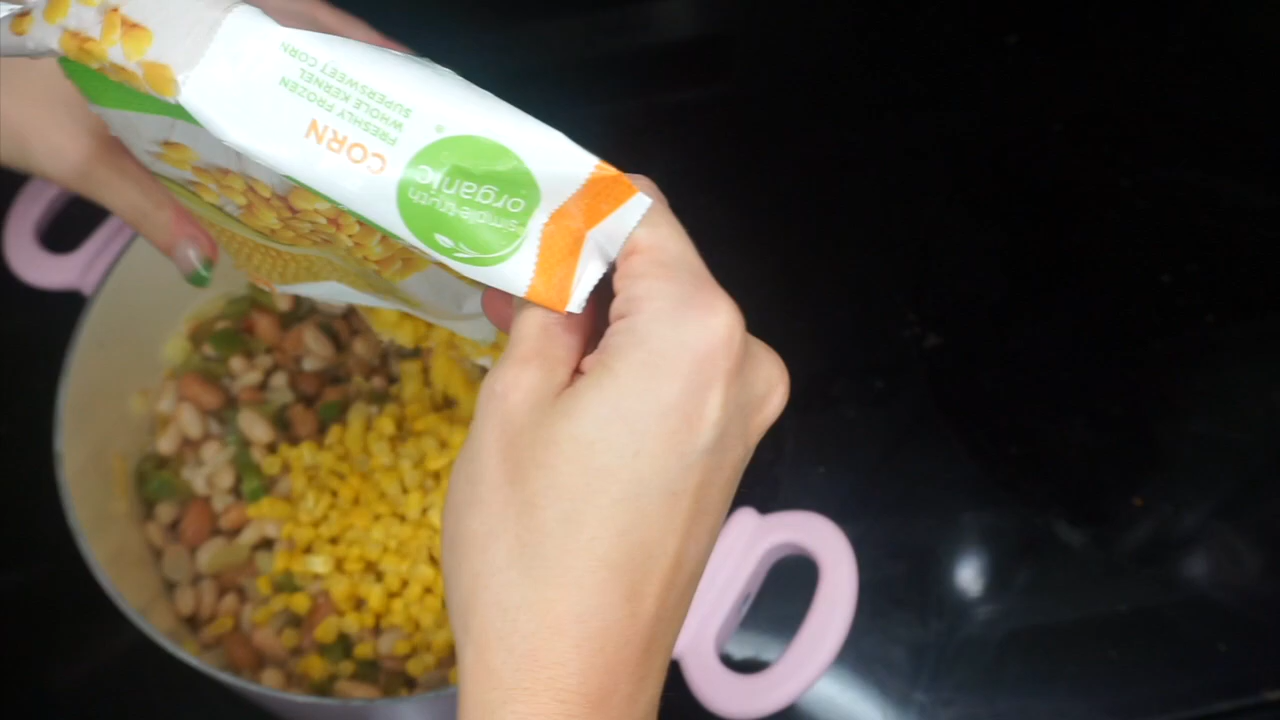 simple truth
organic
®
CORN
FRESHLY FROZEN
WHOLE KERNEL
SUPERSWEET CORN